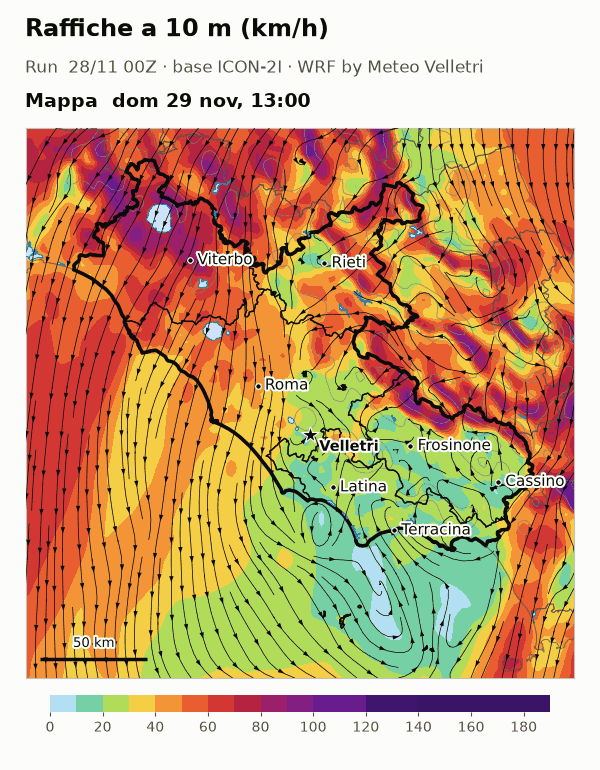 Raffiche a 10 m (km/h)
Run  28/11 00Z · base ICON-2I · WRF by Meteo Velletri
Mappa  dom 29 nov, 13:00
Viterbo
Rieti
Roma
Velletri
Frosinone
Latina
Cassino
Terracina
50 km
0 20 40 60 80 100 120 140 160 180